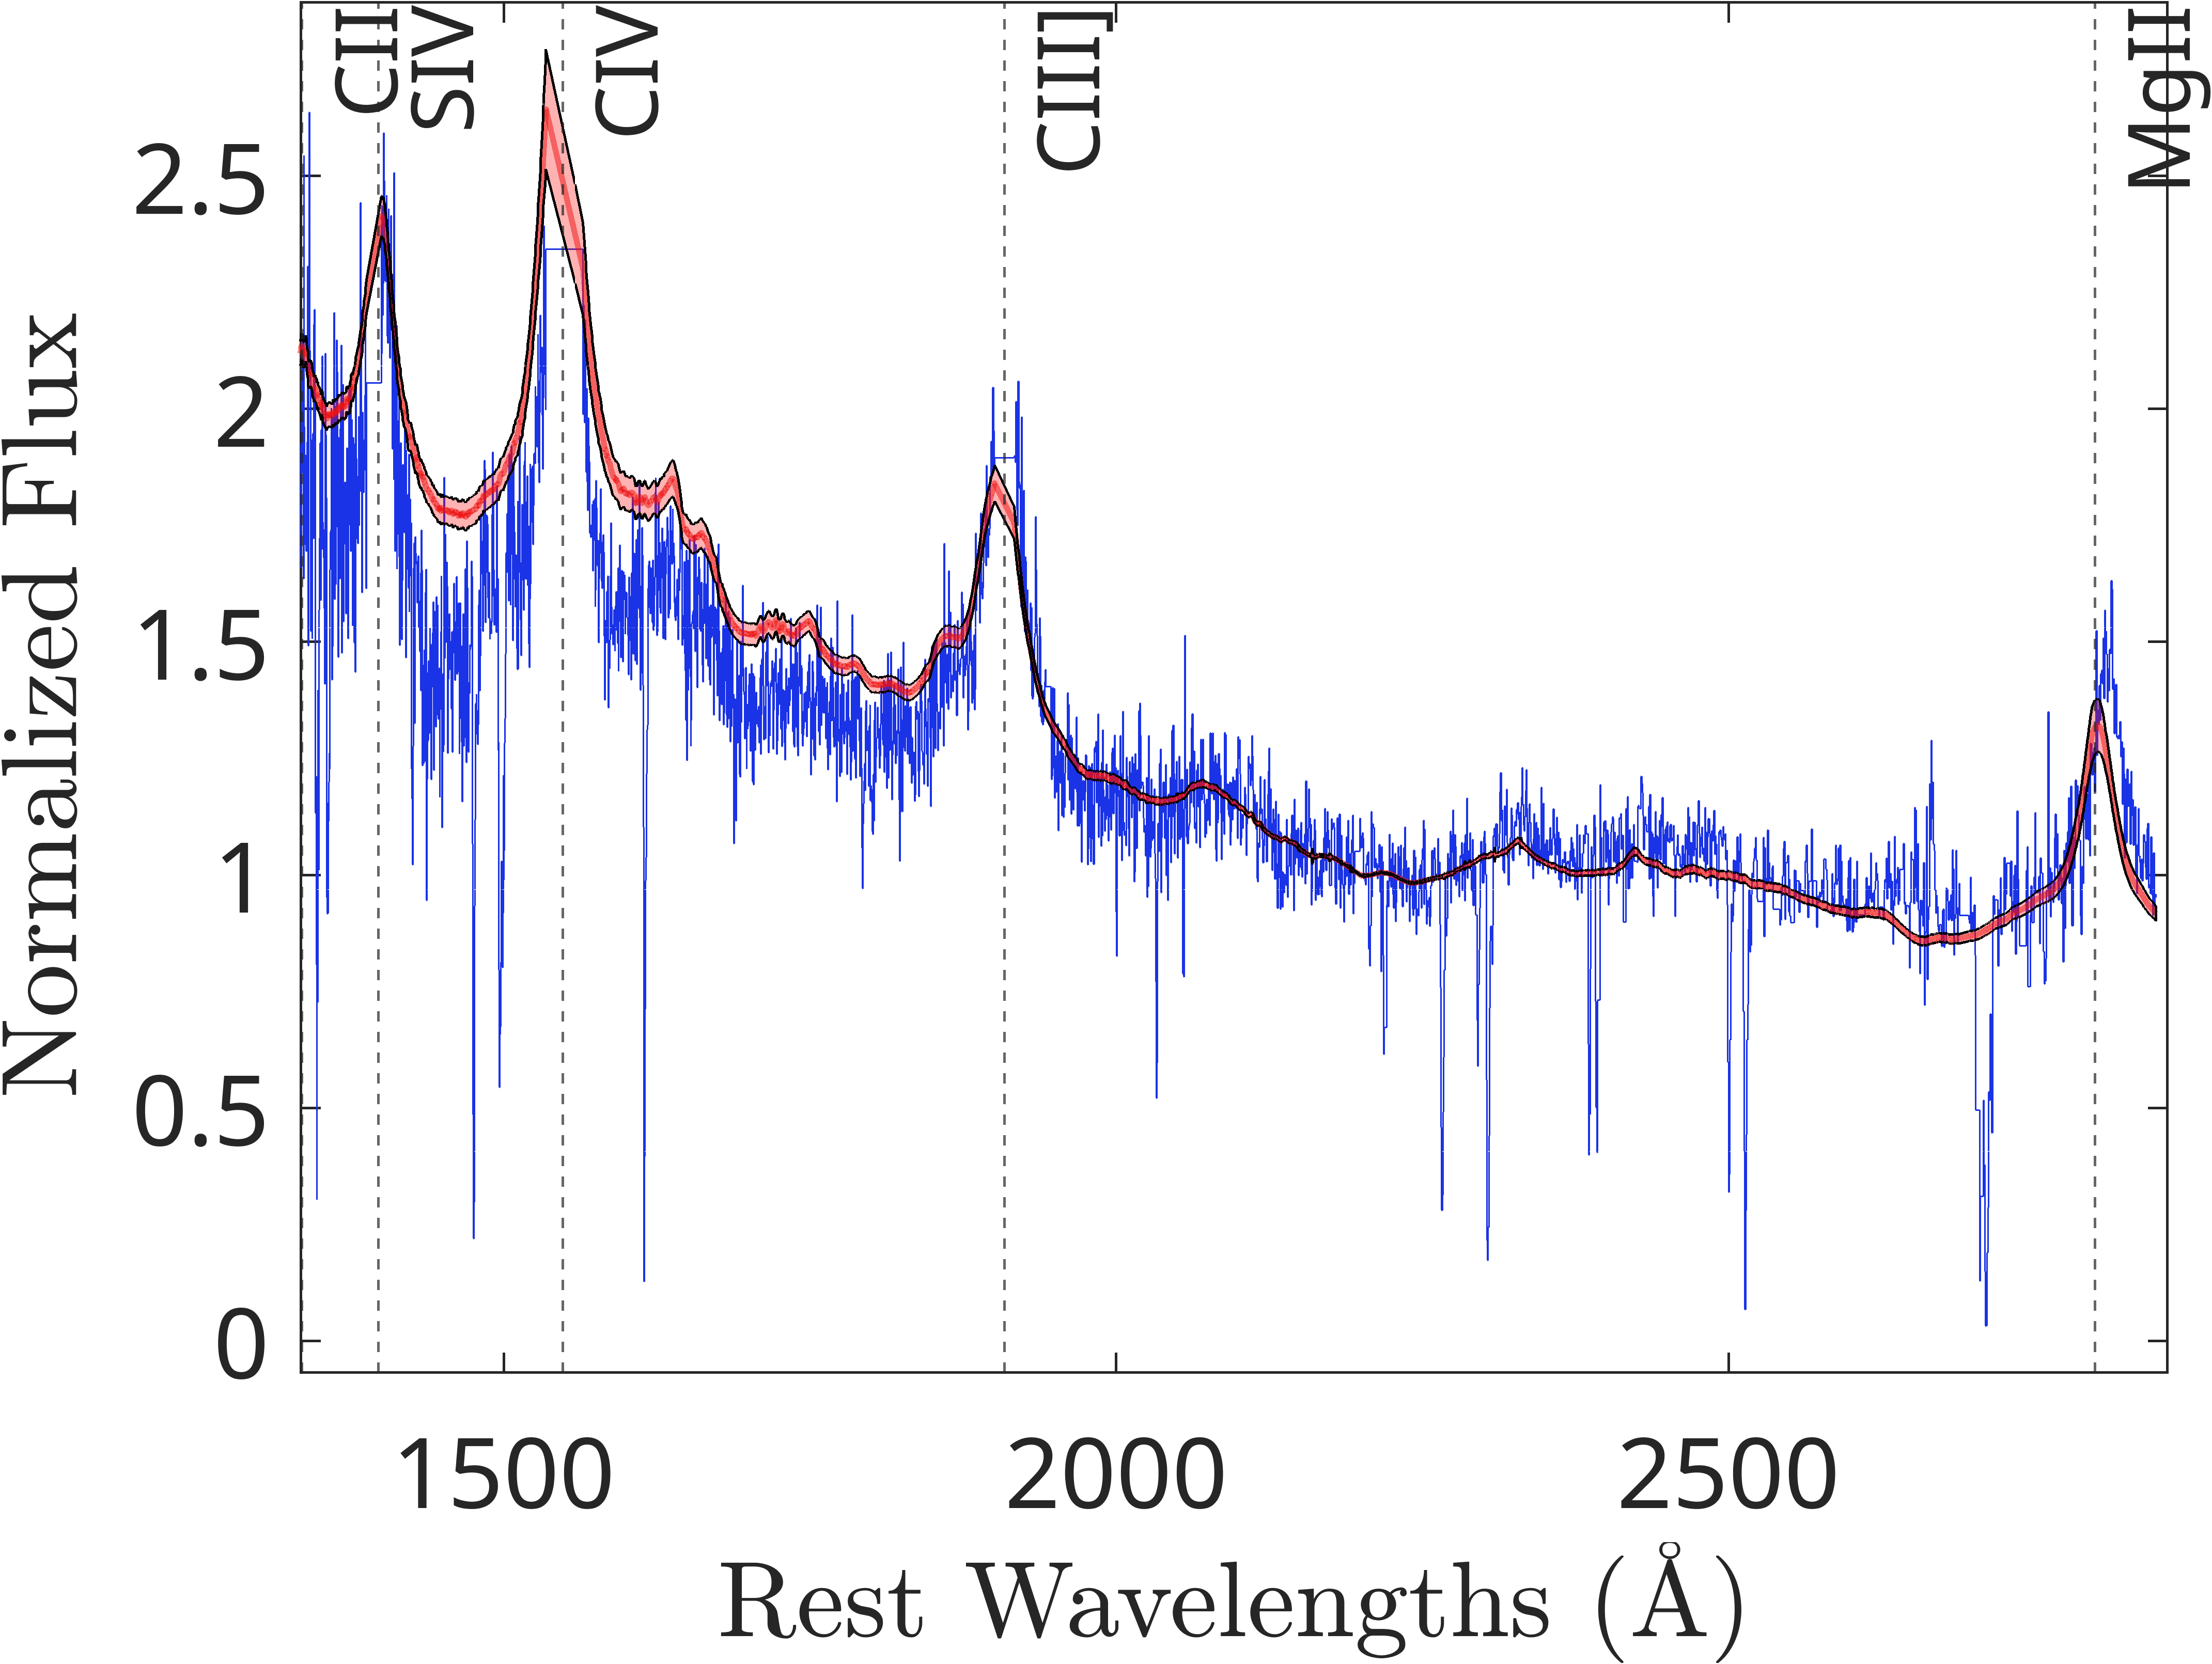 CII
SIV
CIV
CIII]
MgII
Normalized Flux
2.5
2
1.5
1
0.5
0
1500
2000
2500
Rest Wavelengths (Å)